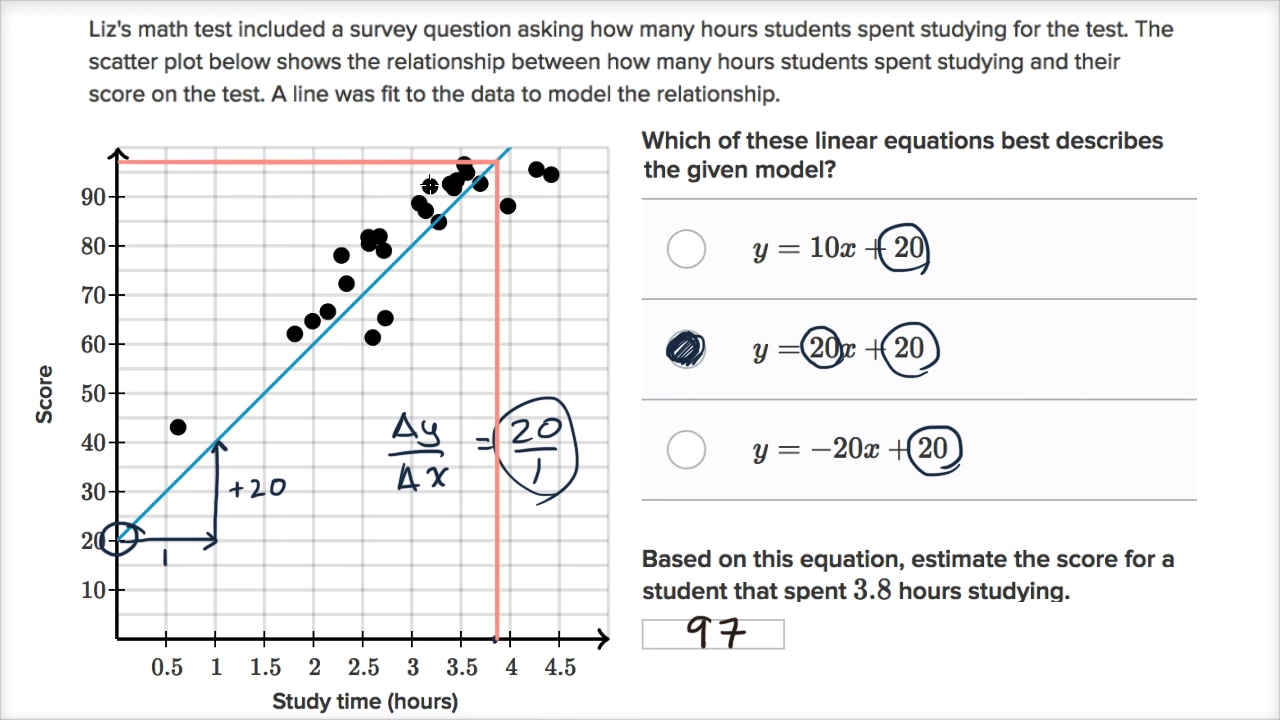 Liz's math test included a survey question asking how many hours students spent studying for the test. The
scatter plot below shows the relationship between how many hours students spent studying and their
score on the test. A line was fit to the data to model the relationship.
Which of these linear equations best describes
the given model?
y = 10x + 20
y = 20x + 20
y = −20x + 20
Based on this equation, estimate the score for a
student that spent 3.8 hours studying.
97
Score
90
80
70
60
50
40
30
20
10
Δy
Δx
= 20
1
+20
1
0.5 1 1.5 2 2.5 3 3.5 4 4.5
Study time (hours)